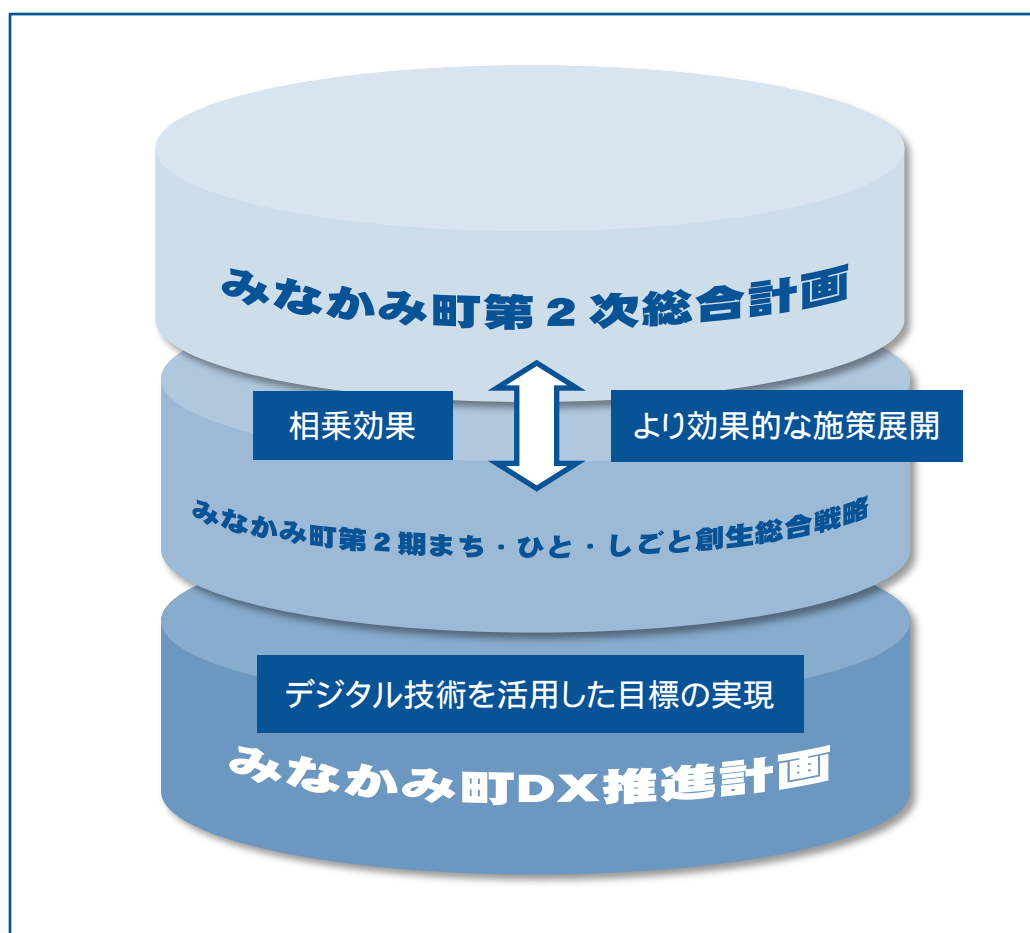 みなかみ町第２次総合計画
相乗効果
より効果的な施策展開
みなかみ町第２期まち・ひと・しごと創生総合戦略
デジタル技術を活用した目標の実現
みなかみ町DX推進計画